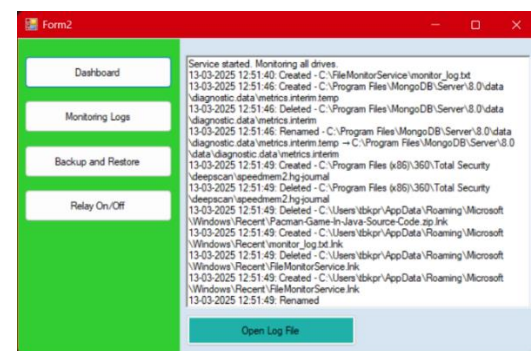 Form2
Dashboard
Monitoring Logs
Backup and Restore
Relay On/Off
Service started. Monitoring all drives.
13-03-2025 12:51:40: Created - C:\FileMonitorService\monitor_log.txt
13-03-2025 12:51:46: Created - C:\Program Files\MongoDB\Server\8.0\data
\diagnostic.data\metrics.interim.temp
13-03-2025 12:51:46: Deleted - C:\Program Files\MongoDB\Server\8.0\data
\diagnostic.data\metrics.interim
13-03-2025 12:51:46: Renamed - C:\Program Files\MongoDB\Server\8.0\data
\diagnostic.data\metrics.interim.temp → C:\Program Files\MongoDB\Server\8.0
\data\diagnostic.data\metrics.interim
13-03-2025 12:51:49: Created - C:\Program Files (x86)\360\Total Security
\deepscan\speedmem2.hg-journal
13-03-2025 12:51:49: Deleted - C:\Program Files (x86)\360\Total Security
\deepscan\speedmem2.hg-journal
13-03-2025 12:51:49: Deleted - C:\Users\tbkpr\AppData\Roaming\Microsoft
\Windows\Recent\Pacman-Game-In-Java-Source-Code.zip.lnk
13-03-2025 12:51:49: Created - C:\Users\tbkpr\AppData\Roaming\Microsoft
\Windows\Recent\monitor_log.txt.lnk
13-03-2025 12:51:49: Deleted - C:\Users\tbkpr\AppData\Roaming\Microsoft
\Windows\Recent\FileMonitorService.lnk
13-03-2025 12:51:49: Created - C:\Users\tbkpr\AppData\Roaming\Microsoft
\Windows\Recent\FileMonitorService.lnk
13-03-2025 12:51:49: Renamed
Open Log File